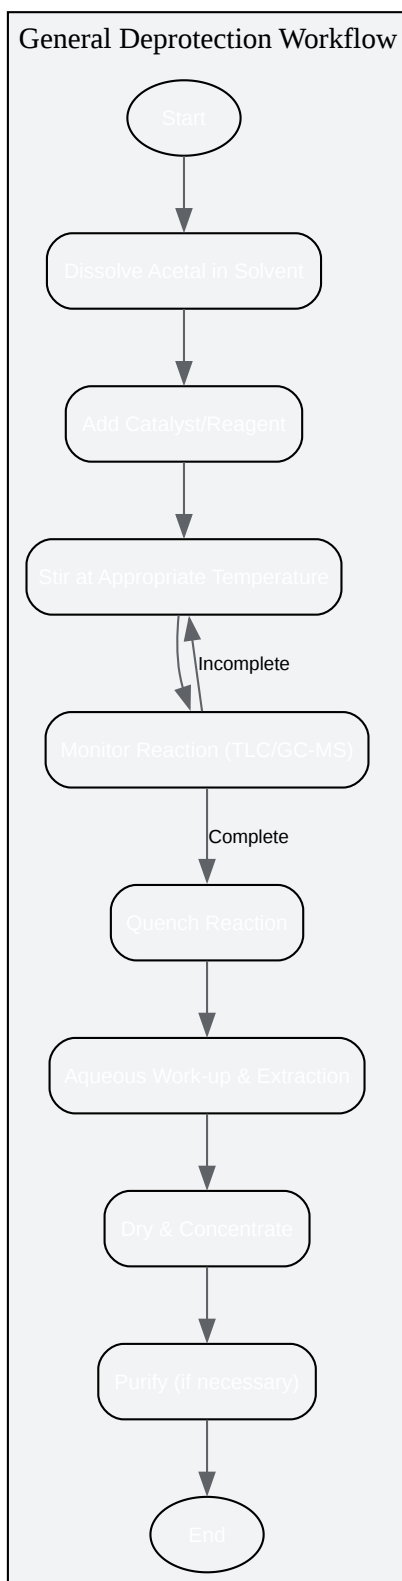 General Deprotection Workflow
Start
Dissolve Acetal in Solvent
Add Catalyst/Reagent
Stir at Appropriate Temperature
Incomplete
Monitor Reaction (TLC/GC-MS)
Complete
Quench Reaction
Aqueous Work-up & Extraction
Dry & Concentrate
Purify (if necessary)
End